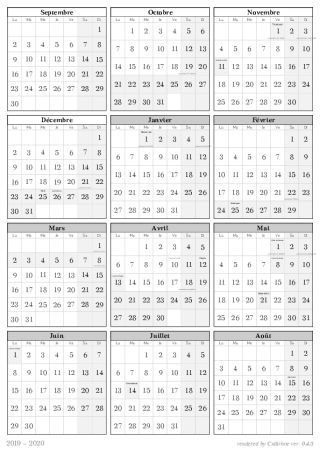 Septembre
Lu Ma Me Je Ve Sa Di
1
2 3 4 5 6 7 8
9 10 11 12 13 14 15
16 17 18 19 20 21 22
23 24 25 26 27 28 29
30
Octobre
Lu Ma Me Je Ve Sa Di
1 2 3 4 5 6
7 8 9 10 11 12 13
14 15 16 17 18 19 20
21 22 23 24 25 26 27
28 29 30 31
Novembre
Lu Ma Me Je Ve Sa Di
1 2 3
4 5 6 7 8 9 10
11 12 13 14 15 16 17
18 19 20 21 22 23 24
25 26 27 28 29 30
Décembre
Lu Ma Me Je Ve Sa Di
1
2 3 4 5 6 7 8
9 10 11 12 13 14 15
16 17 18 19 20 21 22
23 24 25 26 27 28 29
30 31
Janvier
Lu Ma Me Je Ve Sa Di
1 2 3 4 5
6 7 8 9 10 11 12
13 14 15 16 17 18 19
20 21 22 23 24 25 26
27 28 29 30 31
Février
Lu Ma Me Je Ve Sa Di
1 2
3 4 5 6 7 8 9
10 11 12 13 14 15 16
17 18 19 20 21 22 23
24 25 26 27 28 29
Mars
Lu Ma Me Je Ve Sa Di
1
2 3 4 5 6 7 8
9 10 11 12 13 14 15
16 17 18 19 20 21 22
23 24 25 26 27 28 29
30 31
Avril
Lu Ma Me Je Ve Sa Di
1 2 3 4 5
6 7 8 9 10 11 12
13 14 15 16 17 18 19
20 21 22 23 24 25 26
27 28 29 30
Mai
Lu Ma Me Je Ve Sa Di
1 2 3
4 5 6 7 8 9 10
11 12 13 14 15 16 17
18 19 20 21 22 23 24
25 26 27 28 29 30 31
Juin
Lu Ma Me Je Ve Sa Di
1 2 3 4 5 6 7
8 9 10 11 12 13 14
15 16 17 18 19 20 21
22 23 24 25 26 27 28
29 30
Juillet
Lu Ma Me Je Ve Sa Di
1 2 3 4 5
6 7 8 9 10 11 12
13 14 15 16 17 18 19
20 21 22 23 24 25 26
27 28 29 30 31
Août
Lu Ma Me Je Ve Sa Di
1 2
3 4 5 6 7 8 9
10 11 12 13 14 15 16
17 18 19 20 21 22 23
24 25 26 27 28 29 30
31
2019 – 2020
rendered by Calkrine ver. 0.4.3